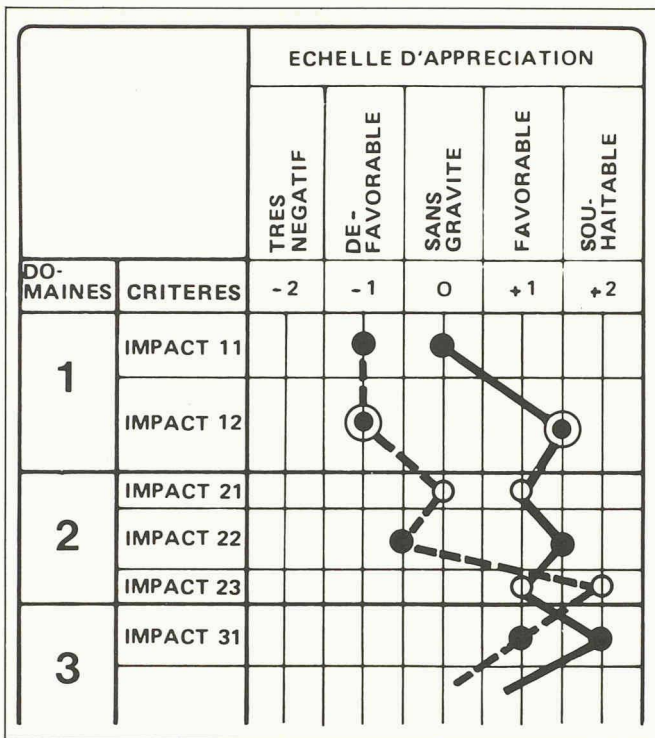 ECHELLE D'APPRECIATION
TRES
NEGATIF
DE-
FAVORABLE
SANS
GRAVITE
FAVORABLE
SOU-
HAITABLE
DO-
MAINES
CRITERES
-2
-1
0
+1
+2
1
IMPACT 11
IMPACT 12
2
IMPACT 21
IMPACT 22
IMPACT 23
3
IMPACT 31